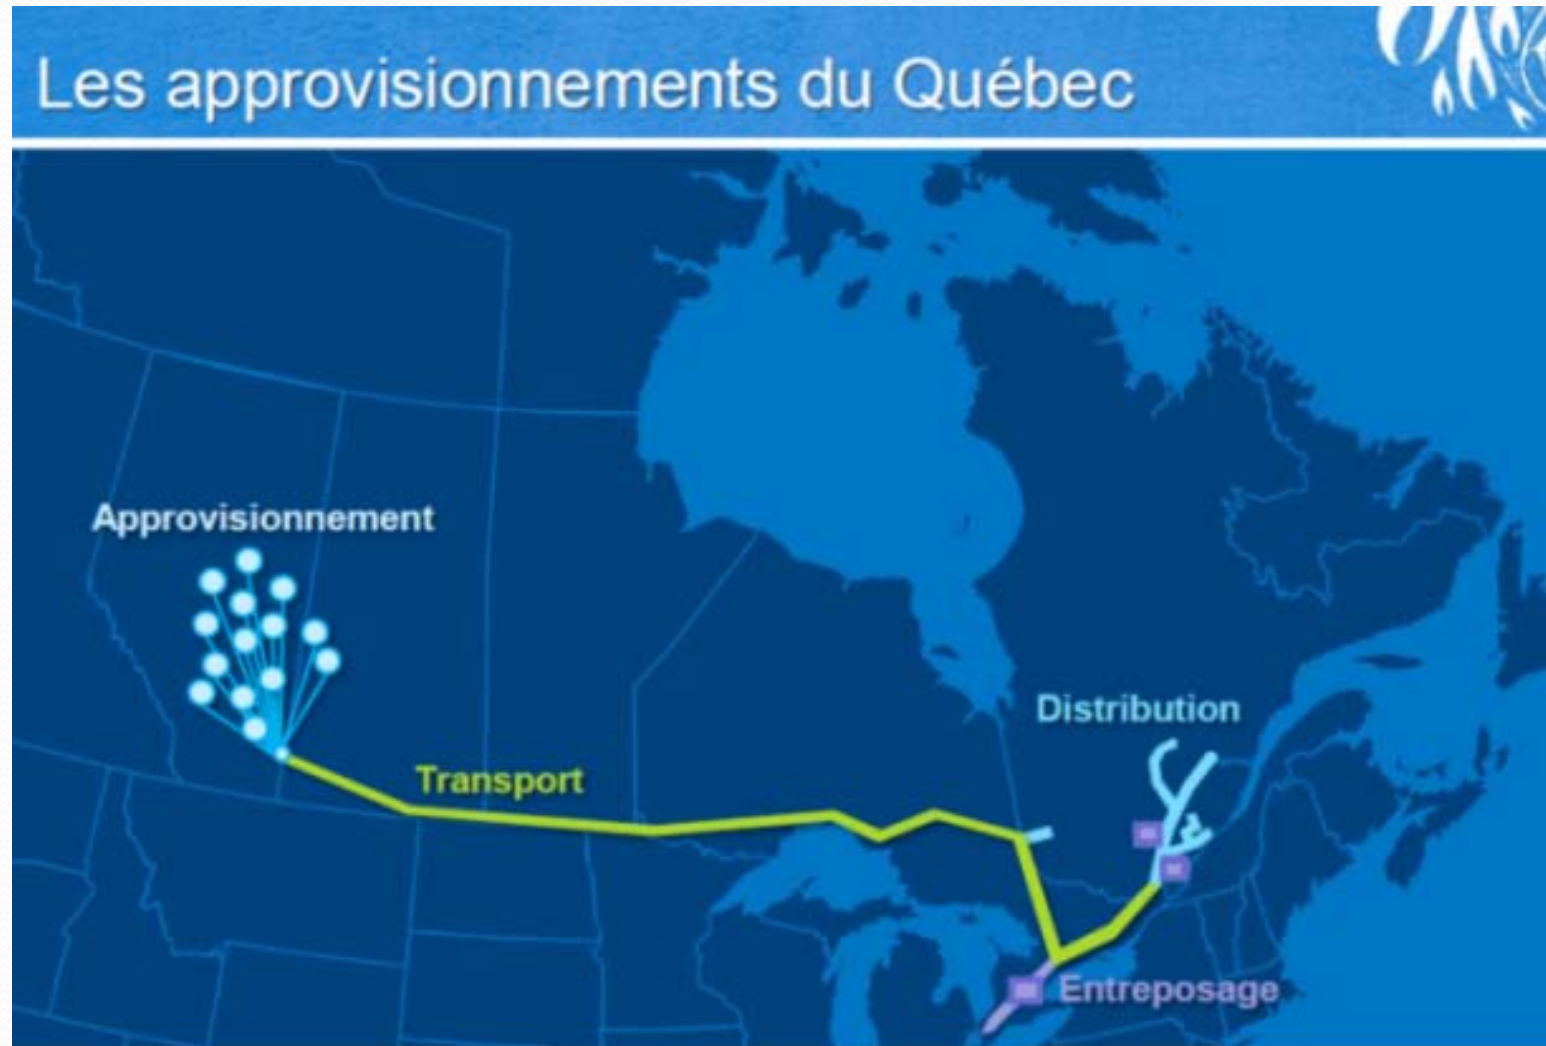 Les approvisionnements du Québec
Approvisionnement
Distribution
Transport
Entreposage